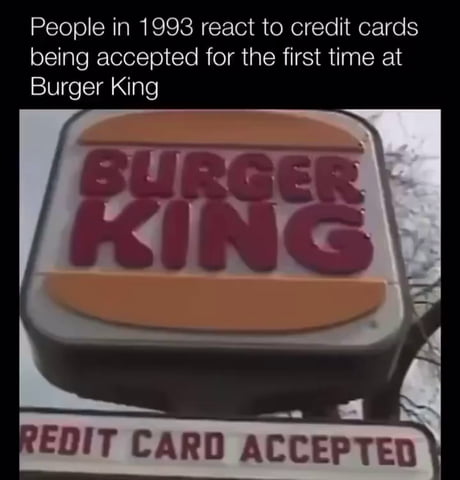 People in 1993 react to credit cards
being accepted for the first time at
Burger King
BURGER
KING
REDIT CARD ACCEPTED